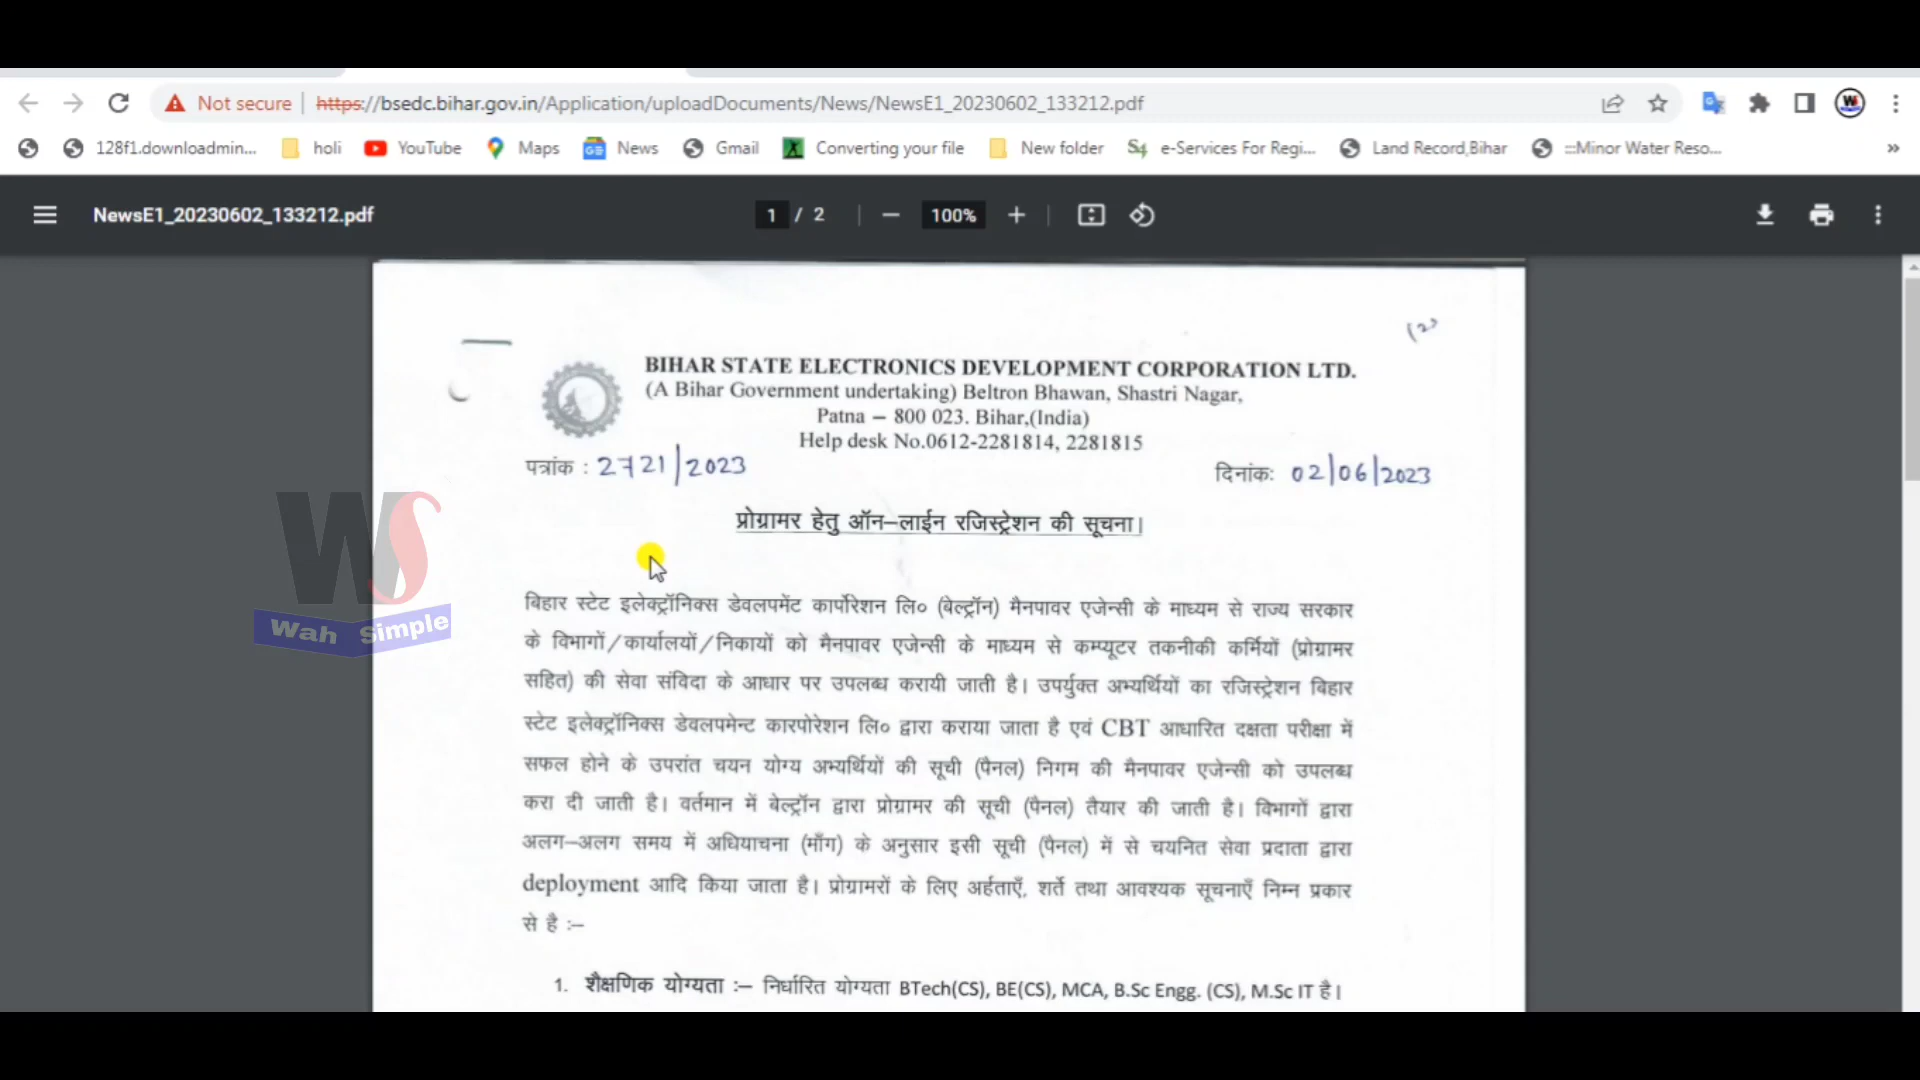 Not secure | https://bsedc.bihar.gov.in/Application/uploadDocuments/News/NewsE1_20230602_133212.pdf
128f1.downloadmin... holi YouTube Maps News Gmail Converting your file New folder e-Services For Regi... Land Record,Bihar :::Minor Water Reso... »
NewsE1_20230602_133212.pdf 1 / 2 100%
(2)
BIHAR STATE ELECTRONICS DEVELOPMENT CORPORATION LTD.
(A Bihar Government undertaking) Beltron Bhawan, Shastri Nagar,
Patna – 800 023. Bihar,(India)
Help desk No.0612-2281814, 2281815
पत्रांक : 2721/2023 दिनांक: 02/06/2023
प्रोग्रामर हेतु ऑन–लाईन रजिस्ट्रेशन की सूचना।
बिहार स्टेट इलेक्ट्रॉनिक्स डेवलपमेंट कार्पोरेशन लि० (बेल्ट्रॉन) मैनपावर एजेन्सी के माध्यम से राज्य सरकार
के विभागों/कार्यालयों/निकायों को मैनपावर एजेन्सी के माध्यम से कम्प्यूटर तकनीकी कर्मियों (प्रोग्रामर
सहित) की सेवा संविदा के आधार पर उपलब्ध करायी जाती है। उपर्युक्त अभ्यर्थियों का रजिस्ट्रेशन बिहार
स्टेट इलेक्ट्रॉनिक्स डेवलपमेन्ट कारपोरेशन लि० द्वारा कराया जाता है एवं CBT आधारित दक्षता परीक्षा में
सफल होने के उपरांत चयन योग्य अभ्यर्थियों की सूची (पैनल) निगम की मैनपावर एजेन्सी को उपलब्ध
करा दी जाती है। वर्तमान में बेल्ट्रॉन द्वारा प्रोग्रामर की सूची (पैनल) तैयार की जाती है। विभागों द्वारा
अलग–अलग समय में अधियाचना (माँग) के अनुसार इसी सूची (पैनल) में से चयनित सेवा प्रदाता द्वारा
deployment आदि किया जाता है। प्रोग्रामरों के लिए अर्हताएँ, शर्ते तथा आवश्यक सूचनाएँ निम्न प्रकार
से है :–
1. शैक्षणिक योग्यता :– निर्धारित योग्यता BTech(CS), BE(CS), MCA, B.Sc Engg. (CS), M.Sc IT है।
WS
Wah Simple